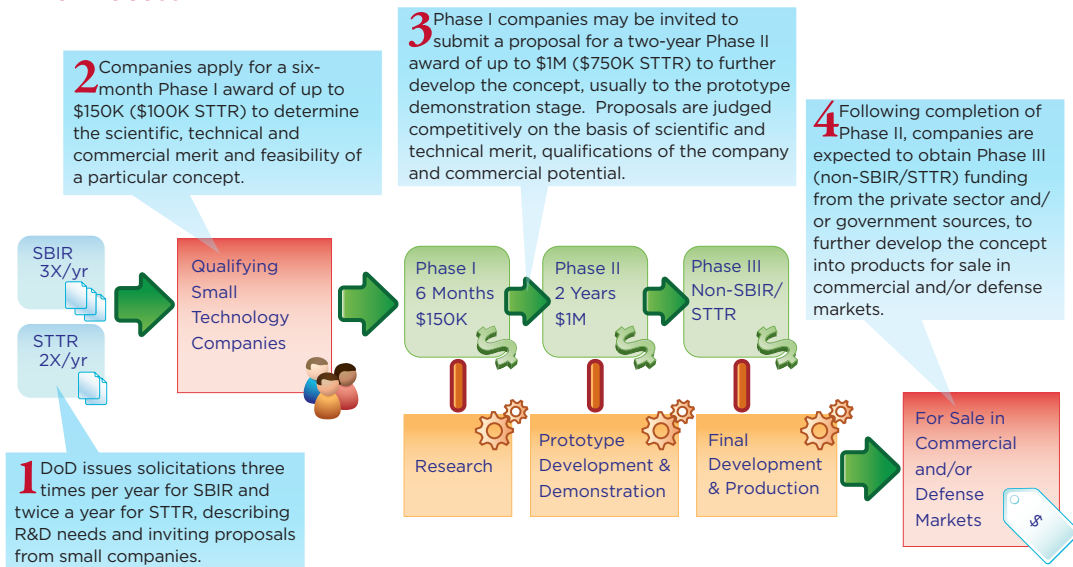 2 Companies apply for a six-
month Phase I award of up to
$150K ($100K STTR) to determine
the scientific, technical and
commercial merit and feasibility of
a particular concept.
3 Phase I companies may be invited to
submit a proposal for a two-year Phase II
award of up to $1M ($750K STTR) to further
develop the concept, usually to the prototype
demonstration stage. Proposals are judged
competitively on the basis of scientific and
technical merit, qualifications of the company
and commercial potential.
4 Following completion of
Phase II, companies are
expected to obtain Phase III
(non-SBIR/STTR) funding
from the private sector and/
or government sources, to
further develop the concept
into products for sale in
commercial and/or defense
markets.
SBIR
3X/yr
STTR
2X/yr
Qualifying
Small
Technology
Companies
Phase I
6 Months
$150K
$
Phase II
2 Years
$1M
$
Phase III
Non-SBIR/
STTR
$
Research
Prototype
Development &
Demonstration
Final
Development
& Production
For Sale in
Commercial
and/or
Defense
Markets
$
1 DoD issues solicitations three
times per year for SBIR and
twice a year for STTR, describing
R&D needs and inviting proposals
from small companies.